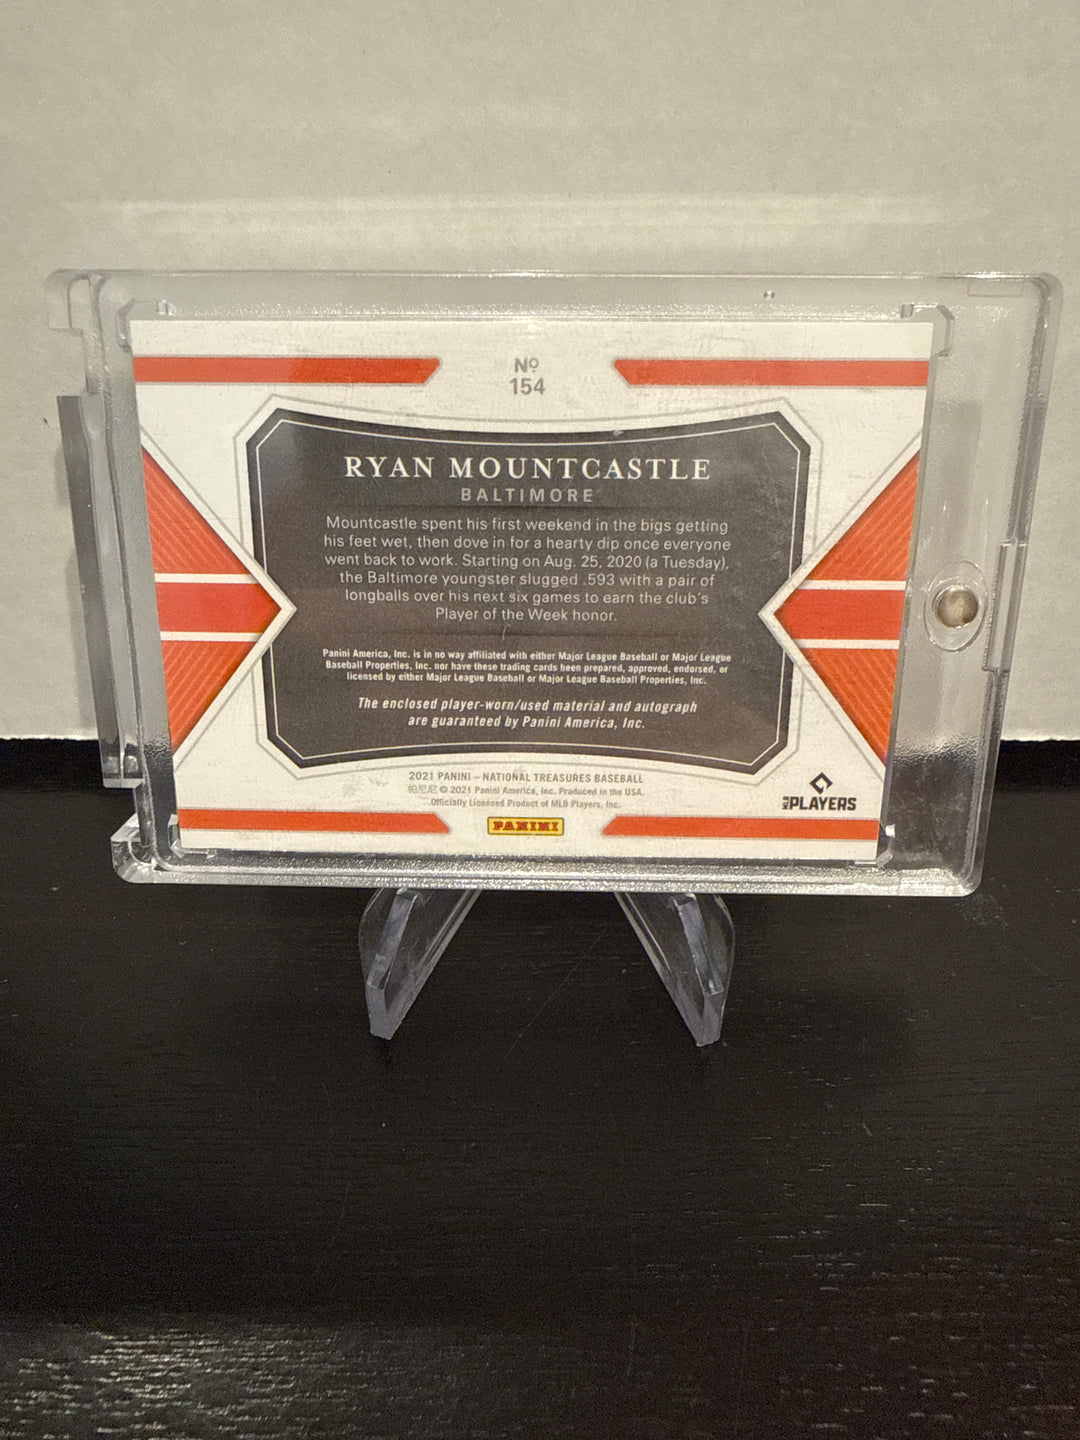 Nº
154
RYAN MOUNTCASTLE
BALTIMORE
Mountcastle spent his first weekend in the bigs getting
his feet wet, then dove in for a hearty dip once everyone
went back to work. Starting on Aug. 25, 2020 (a Tuesday),
the Baltimore youngster slugged .593 with a pair of
longballs over his next six games to earn the club's
Player of the Week honor.
Panini America, Inc. is in no way affiliated with either Major League Baseball or Major League
Baseball Properties, Inc. nor have these trading cards been prepared, approved, endorsed, or
licensed by either Major League Baseball or Major League Baseball Properties, Inc.
The enclosed player-worn/used material and autograph
are guaranteed by Panini America, Inc.
2021 PANINI – NATIONAL TREASURES BASEBALL
帕尼尼 © 2021 Panini America, Inc. Produced in the USA.
Officially Licensed Product of MLB Players, Inc.
PANINI
MLB PLAYERS